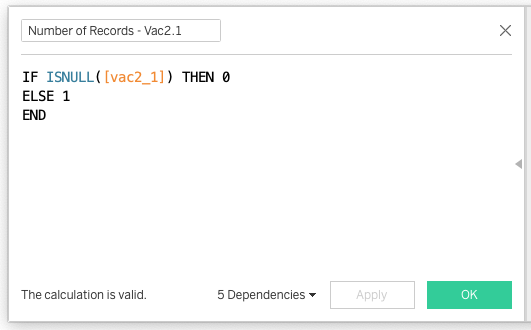 Number of Records - Vac2.1
IF ISNULL([vac2_1]) THEN 0
ELSE 1
END
The calculation is valid.
5 Dependencies
Apply
OK